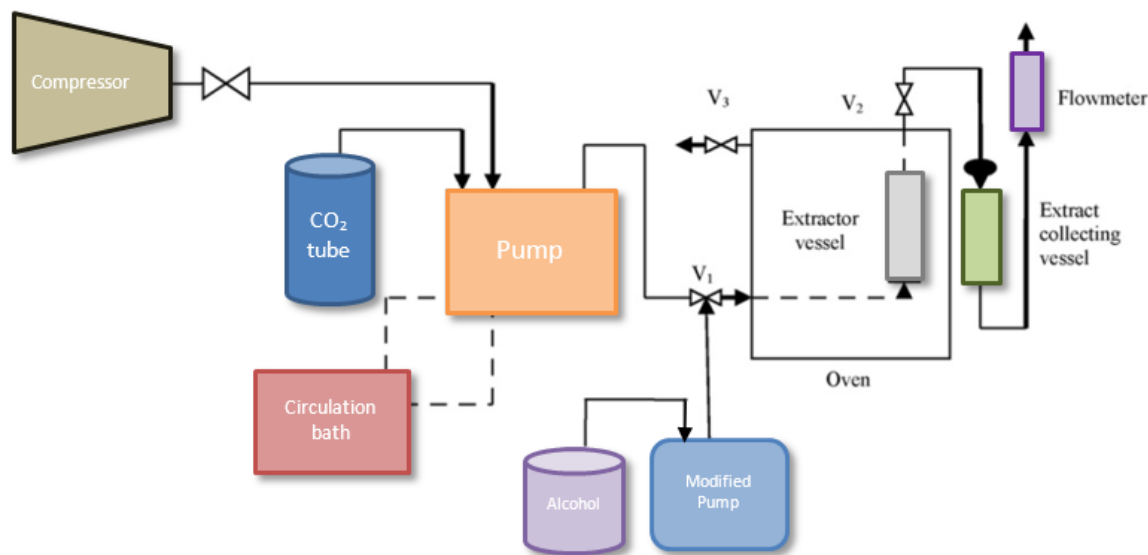 Compressor
CO₂
tube
Pump
Circulation
bath
Alcohol
Modified
Pump
V₁
V₃
V₂
Extractor
vessel
Oven
Flowmeter
Extract
collecting
vessel